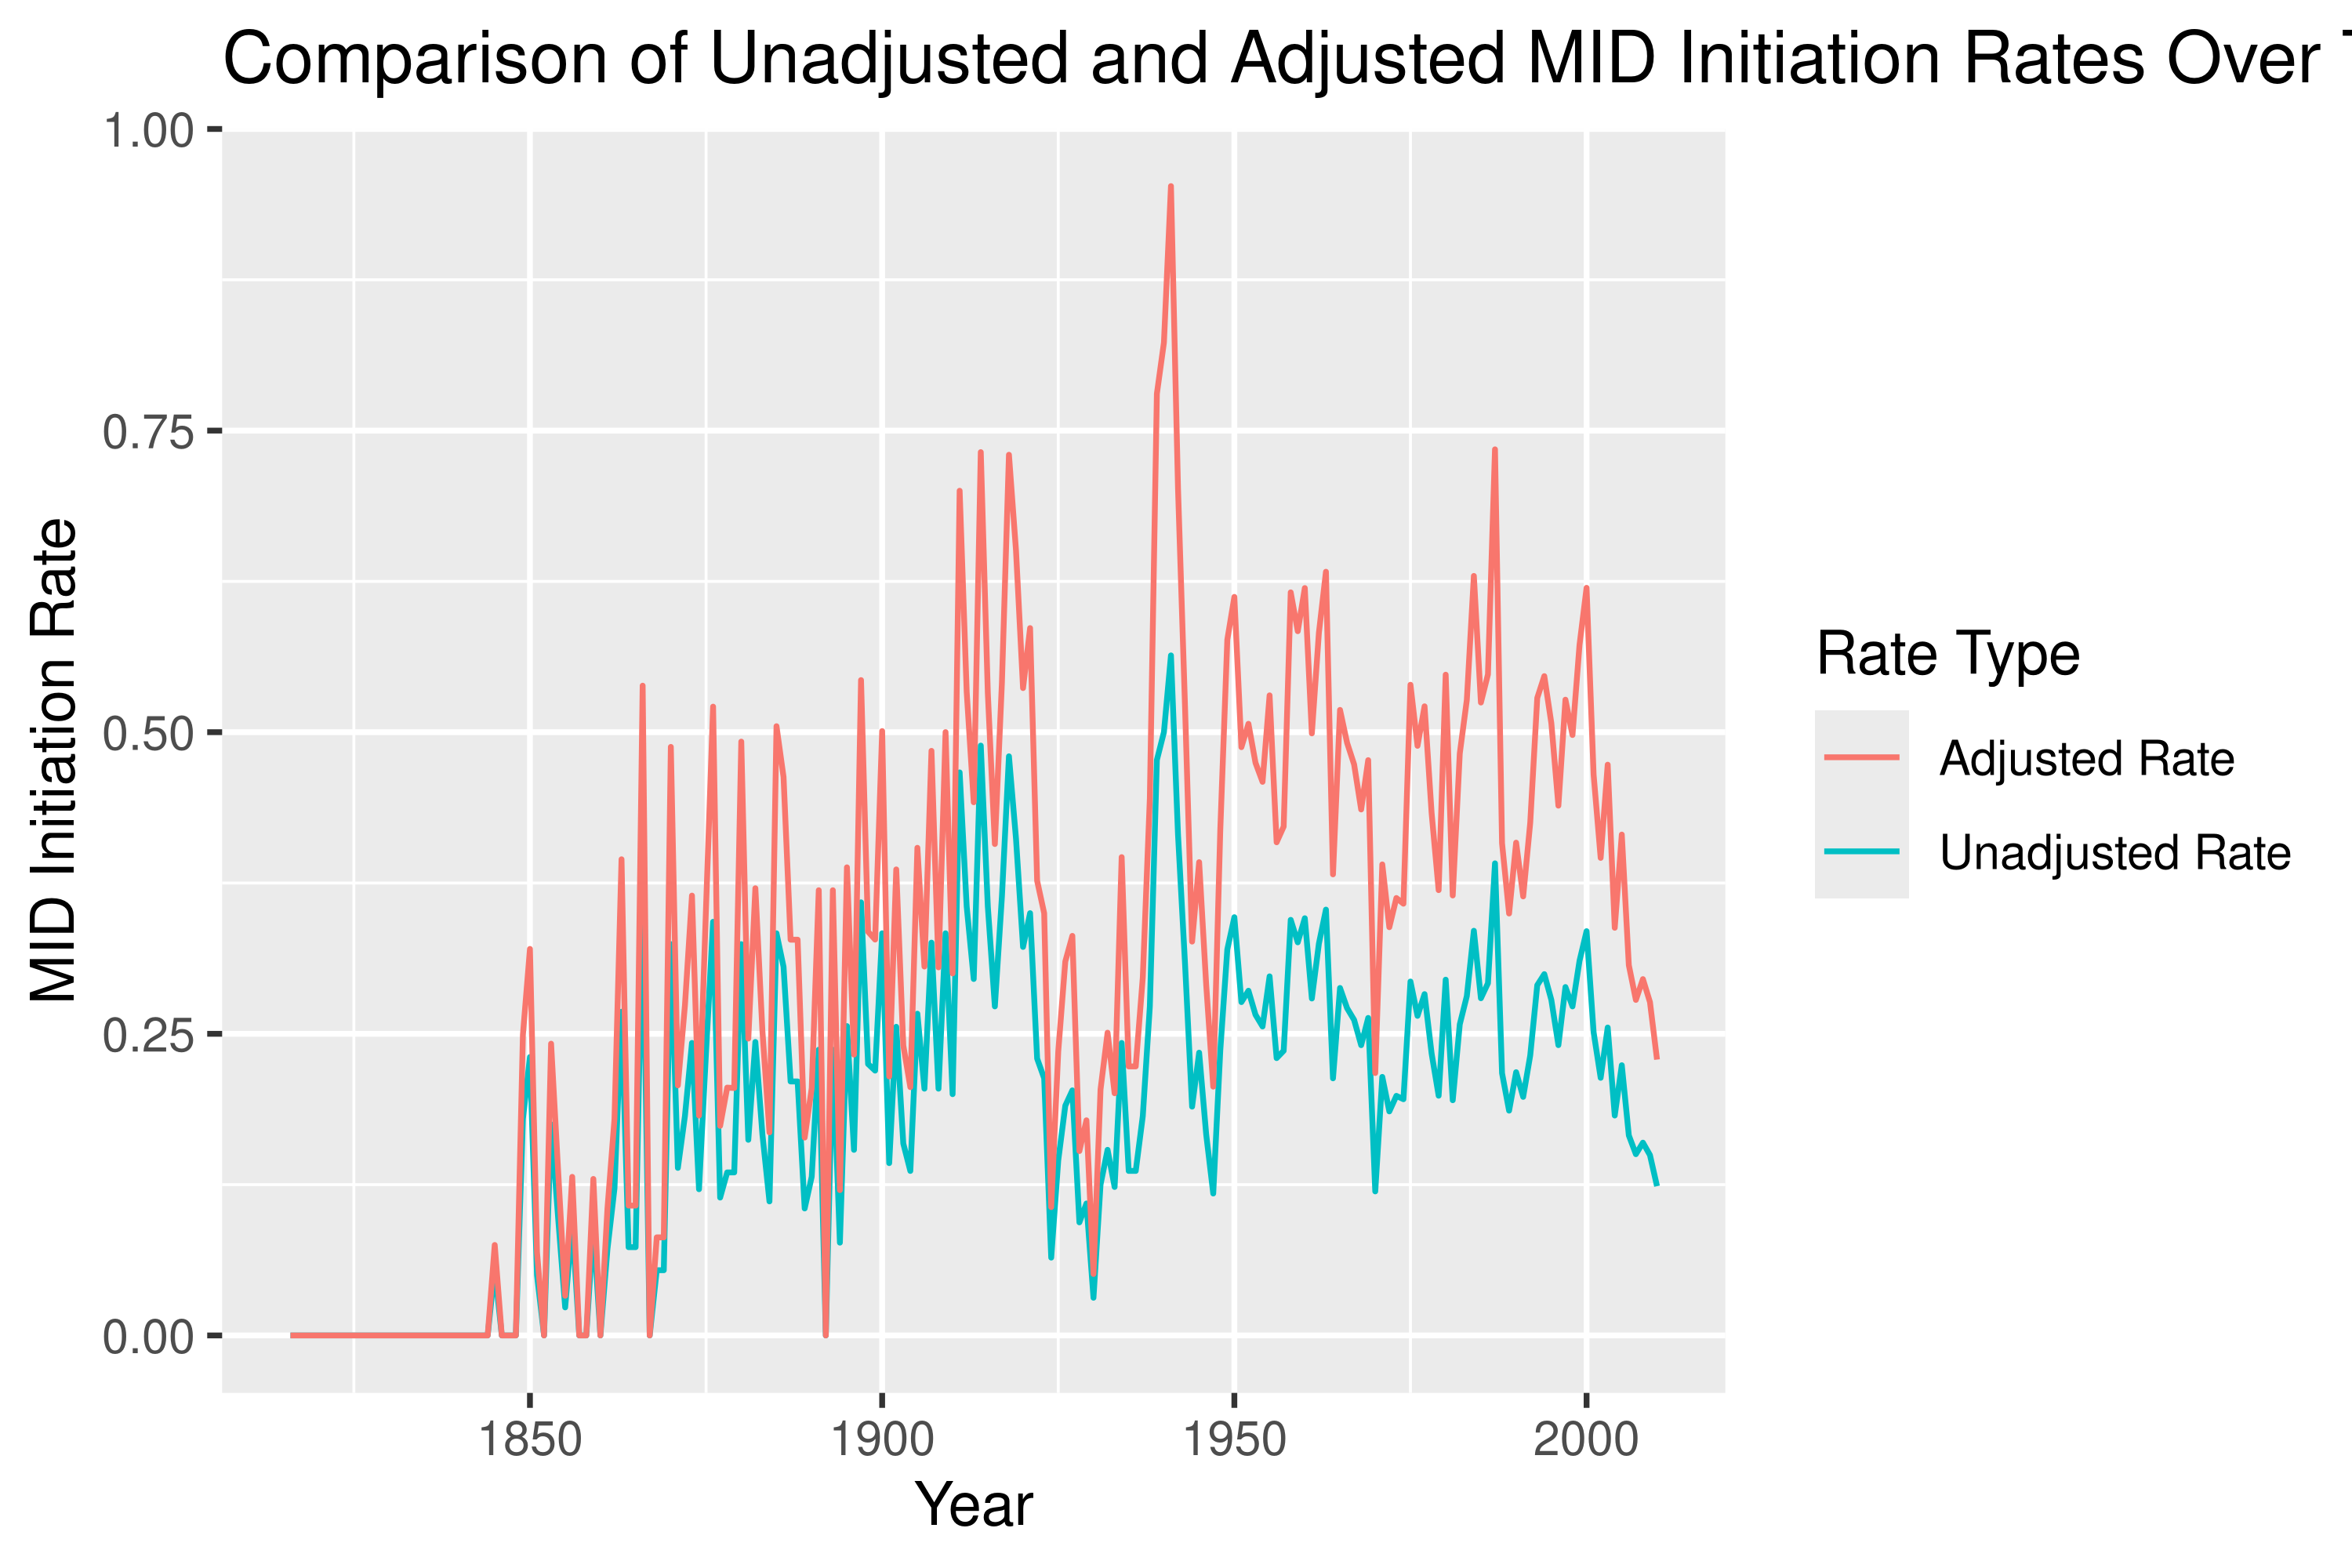 Comparison of Unadjusted and Adjusted MID Initiation Rates Over
1.00
0.75
0.50
0.25
0.00
MID Initiation Rate
1850 1900 1950 2000
Year
Rate Type
Adjusted Rate
Unadjusted Rate